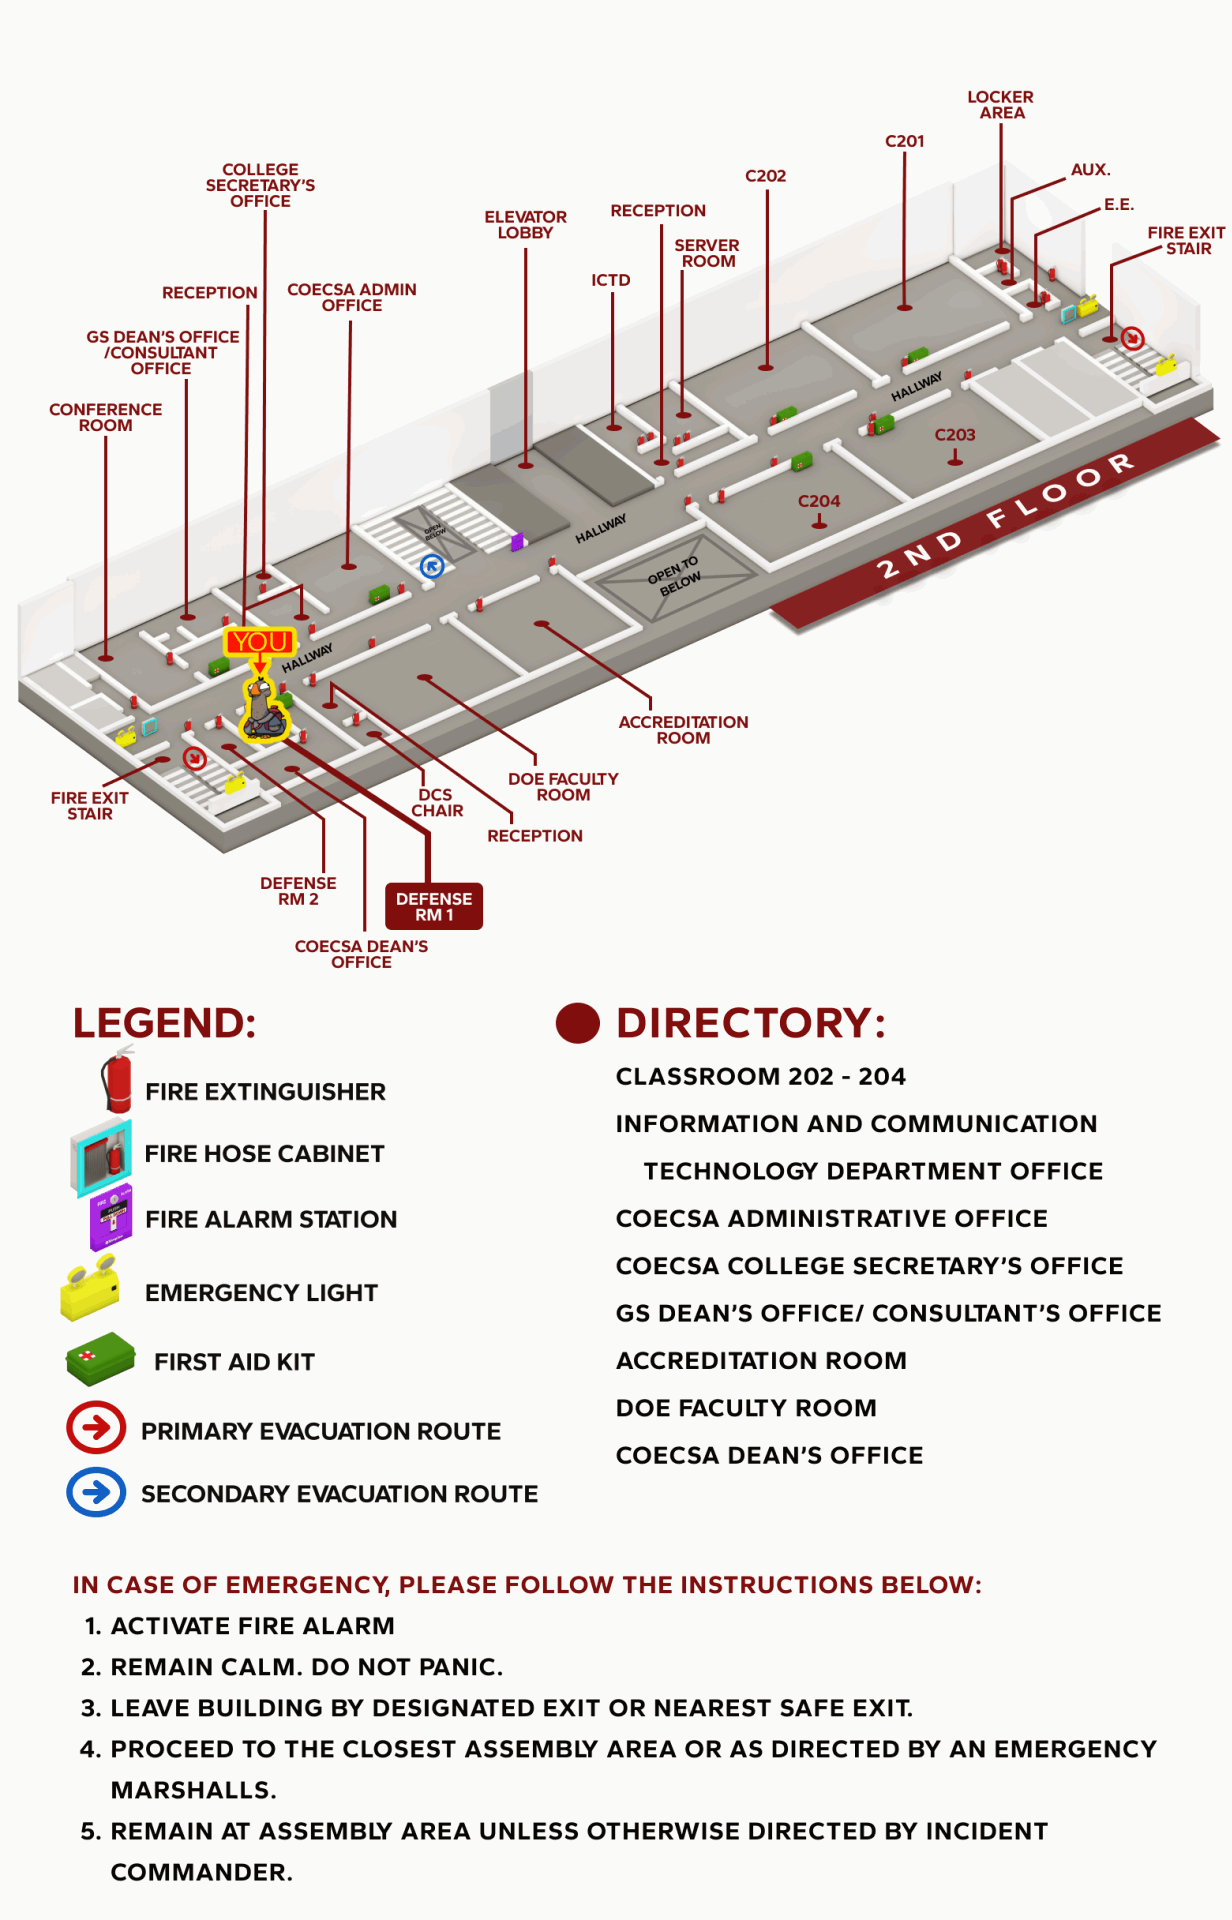 LOCKER
AREA
C201
COLLEGE
SECRETARY'S
OFFICE
C202
AUX.
E.E.
RECEPTION
ELEVATOR
LOBBY
FIRE EXIT
STAIR
SERVER
ROOM
ICTD
RECEPTION
COECSA ADMIN
OFFICE
GS DEAN'S OFFICE
/CONSULTANT
OFFICE
CONFERENCE
ROOM
HALLWAY
C203
2ND FLOOR
C204
OPEN
BELOW
HALLWAY
OPEN TO
BELOW
YOU
HALLWAY
ACCREDITATION
ROOM
DOE FACULTY
ROOM
FIRE EXIT
STAIR
DCS
CHAIR
RECEPTION
DEFENSE
RM 2
DEFENSE
RM 1
COECSA DEAN'S
OFFICE
LEGEND:
FIRE EXTINGUISHER
FIRE HOSE CABINET
FIRE ALARM STATION
EMERGENCY LIGHT
FIRST AID KIT
PRIMARY EVACUATION ROUTE
SECONDARY EVACUATION ROUTE
DIRECTORY:
CLASSROOM 202 - 204
INFORMATION AND COMMUNICATION
TECHNOLOGY DEPARTMENT OFFICE
COECSA ADMINISTRATIVE OFFICE
COECSA COLLEGE SECRETARY'S OFFICE
GS DEAN'S OFFICE/ CONSULTANT'S OFFICE
ACCREDITATION ROOM
DOE FACULTY ROOM
COECSA DEAN'S OFFICE
IN CASE OF EMERGENCY, PLEASE FOLLOW THE INSTRUCTIONS BELOW:
1. ACTIVATE FIRE ALARM
2. REMAIN CALM. DO NOT PANIC.
3. LEAVE BUILDING BY DESIGNATED EXIT OR NEAREST SAFE EXIT.
4. PROCEED TO THE CLOSEST ASSEMBLY AREA OR AS DIRECTED BY AN EMERGENCY
MARSHALLS.
5. REMAIN AT ASSEMBLY AREA UNLESS OTHERWISE DIRECTED BY INCIDENT
COMMANDER.